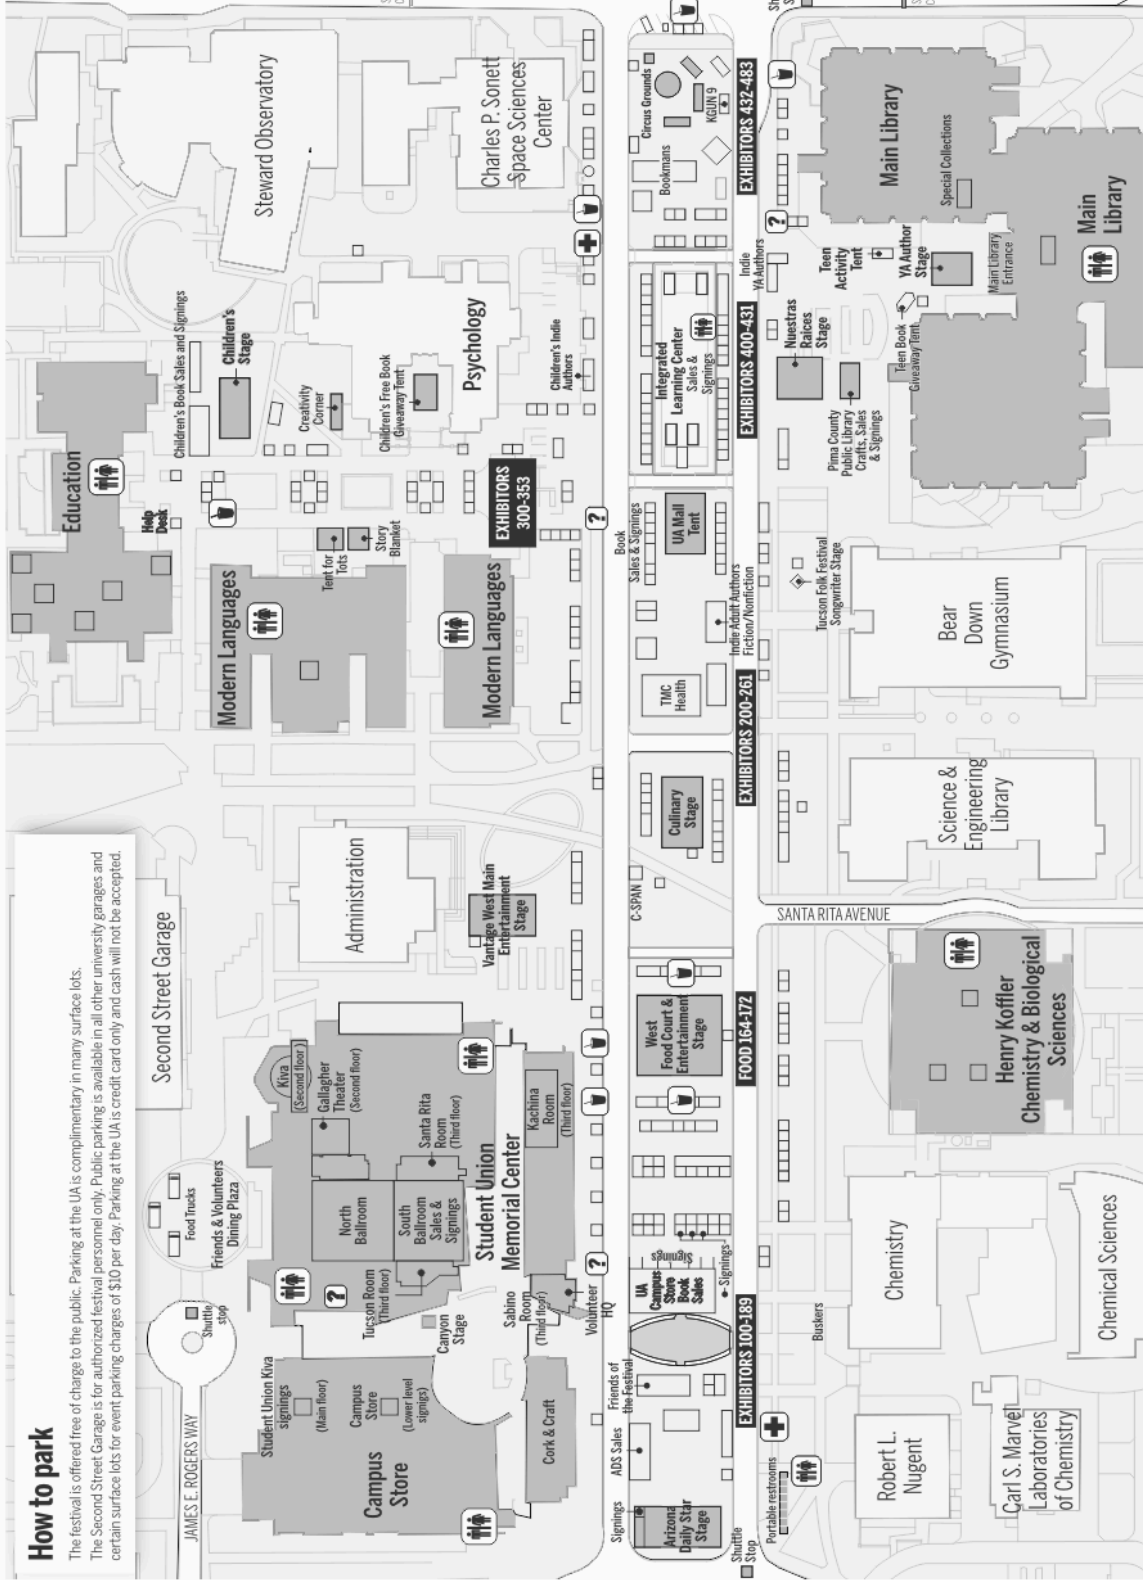 How to park
The festival is offered free of charge to the public. Parking at the UA is complimentary in many surface lots.
The Second Street Garage is for authorized festival personnel only. Public parking is available in all other university garages and
certain surface lots for event parking charges of $10 per day. Parking at the UA is credit card only and cash will not be accepted.
JAMES E. ROGERS WAY
Shuttle
stop
Food Trucks
Friends & Volunteers
Dining Plaza
Second Street Garage
Administration
Vantage West Main
Entertainment
Stage
Student Union Kiva
signings
(Main floor)
Campus
Store
(Lower level
signigs)
Campus
Store
Cork & Craft
Canyon
Stage
Tucson Room
(Third floor)
?
North
Ballroom
South
Ballroom
Sales &
Signings
Kiva
(Second floor)
Gallagher
Theater
(Second floor)
Santa Rita
Room
(Third floor)
Student Union
Memorial Center
Kachina
Room
(Third floor)
Sabino
Room
(Third floor)
Volunteer
HQ
?
Education
Help
Desk
Modern Languages
Modern Languages
Tent for
Tots
Story
Blanket
EXHIBITORS
300-353
?
Children's Book Sales and Signings
Children's
Stage
Creativity
Corner
Children's Free Book
Giveaway Tent
Psychology
Children's Indie
Authors
Steward Observatory
Charles P. Sonett
Space Sciences
Center
Signings
Arizona
Daily Star
Stage
Shuttle
Stop
ADS Sales
Friends of
the Festival
UA
Campus
Store
Book
Sales
Signings
Signings
EXHIBITORS 100-189
West
Food Court &
Entertainment
Stage
FOOD 164-172
C-SPAN
Culinary
Stage
EXHIBITORS 200-261
TMC
Health
Indie Adult Authors
Fiction/Nonfiction
Book
Sales & Signings
UA Mall
Tent
Integrated
Learning Center
Sales &
Signings
EXHIBITORS 400-431
Indie
YA Authors
Bookmans
Circus Grounds
KGUN 9
EXHIBITORS 432-483
Portable restrooms
Robert L.
Nugent
Carl S. Marvel
Laboratories
of Chemistry
Buskers
Chemistry
Chemical Sciences
Henry Koffler
Chemistry & Biological
Sciences
SANTA RITA AVENUE
Science &
Engineering
Library
Bear
Down
Gymnasium
Tucson Folk Festival
Songwriter Stage
Pima County
Public Library
Crafts, Sales
& Signings
Nuestras
Raices
Stage
Teen Book
Giveaway Tent
Teen
Activity
Tent
YA Author
Stage
Main Library
Entrance
?
Main Library
Special Collections
Main
Library